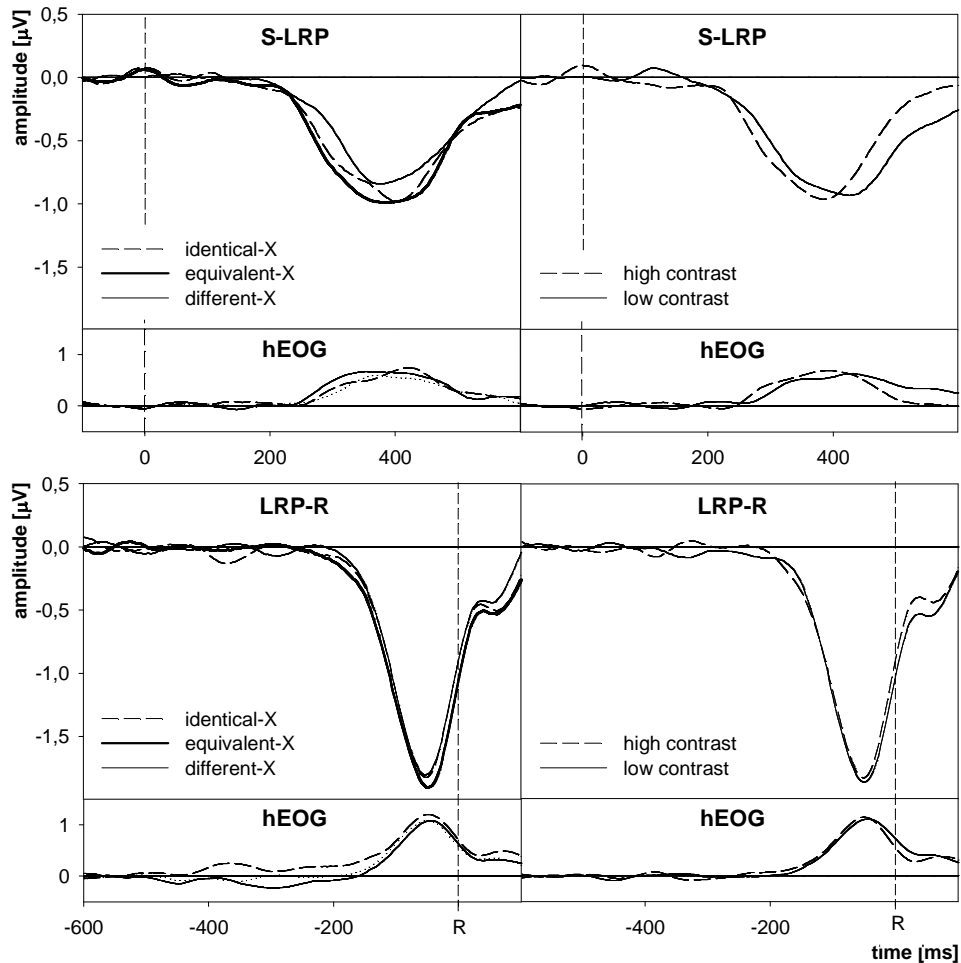 0,5
0,0
-0,5
-1,0
-1,5
amplitude [µV]
S-LRP
identical-X
equivalent-X
different-X
S-LRP
high contrast
low contrast
1
0
hEOG
hEOG
0 200 400
0 200 400
amplitude [µV]
0,0
-0,5
-1,0
-1,5
LRP-R
identical-X
equivalent-X
different-X
LRP-R
high contrast
low contrast
1
0
hEOG
hEOG
-600 -400 -200 R
-400 -200 R
time [ms]